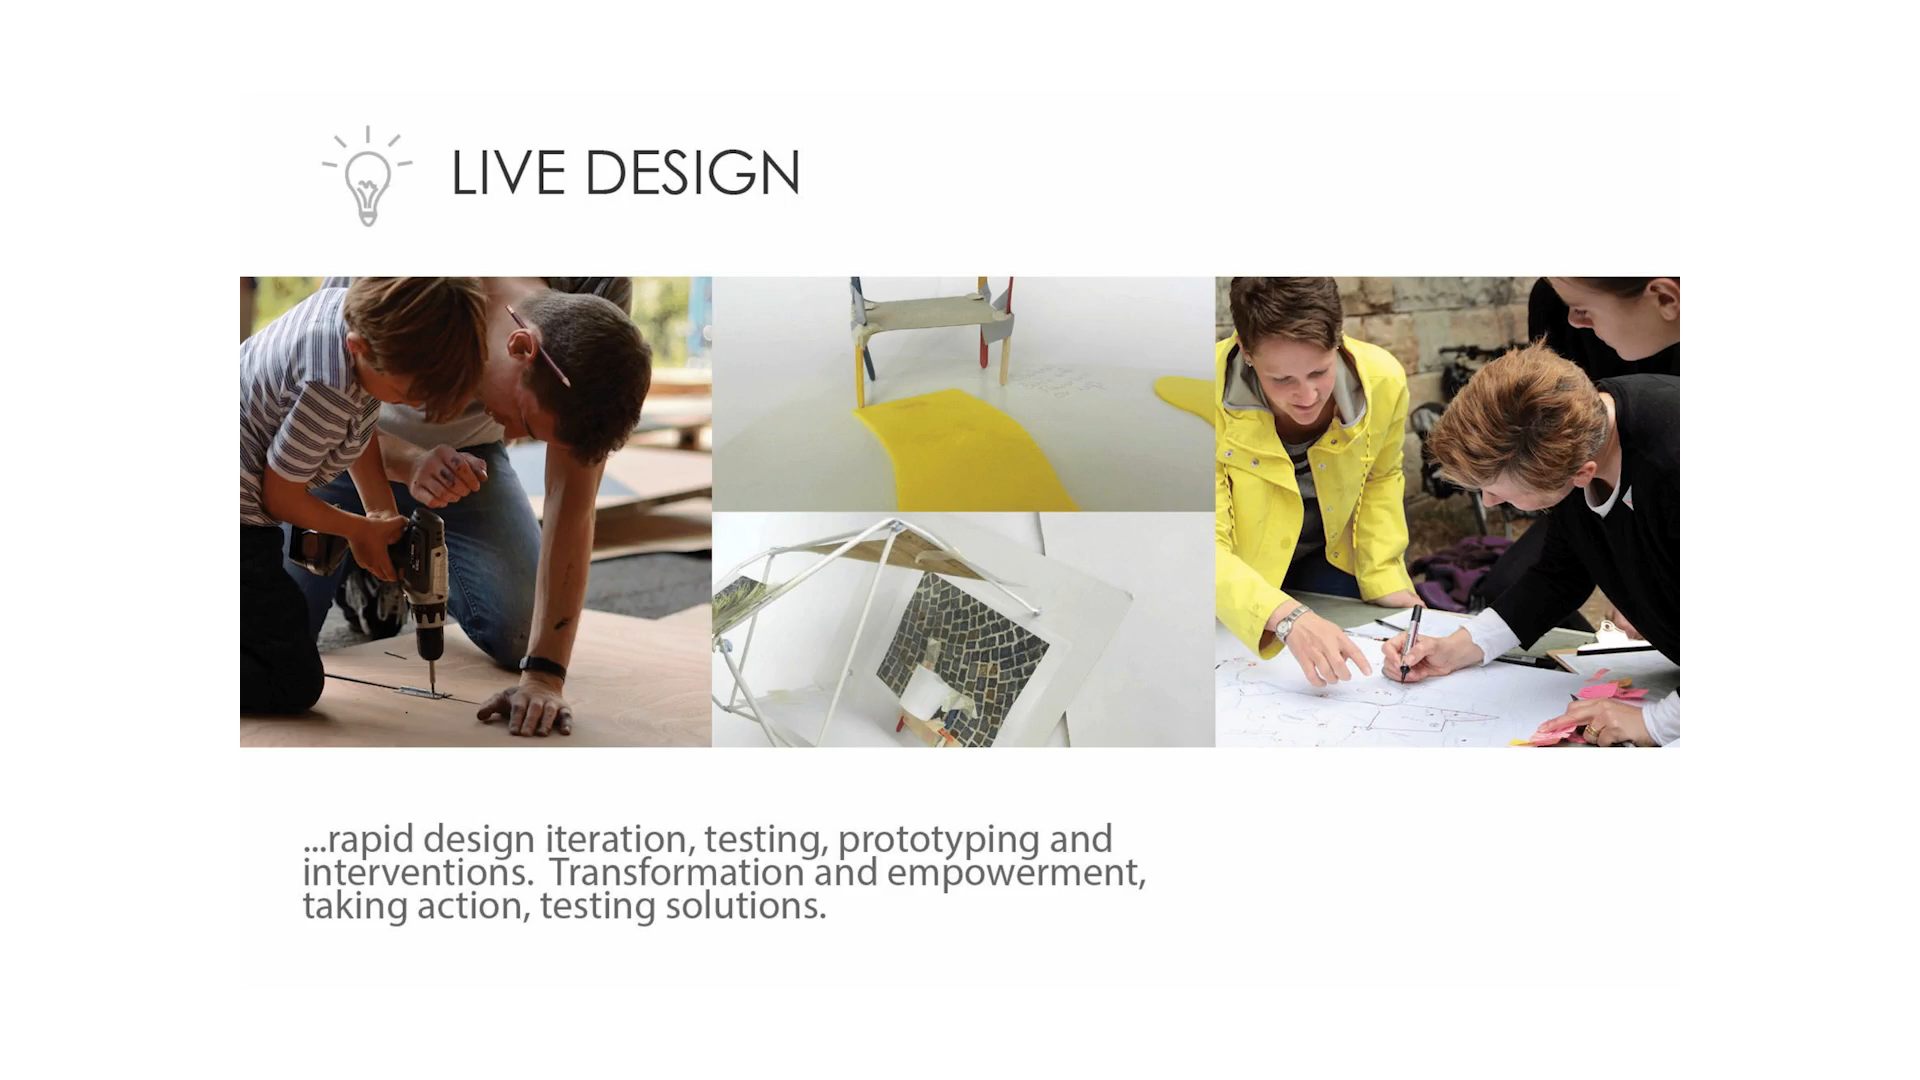 LIVE DESIGN
...rapid design iteration, testing, prototyping and
interventions.  Transformation and empowerment,
taking action, testing solutions.